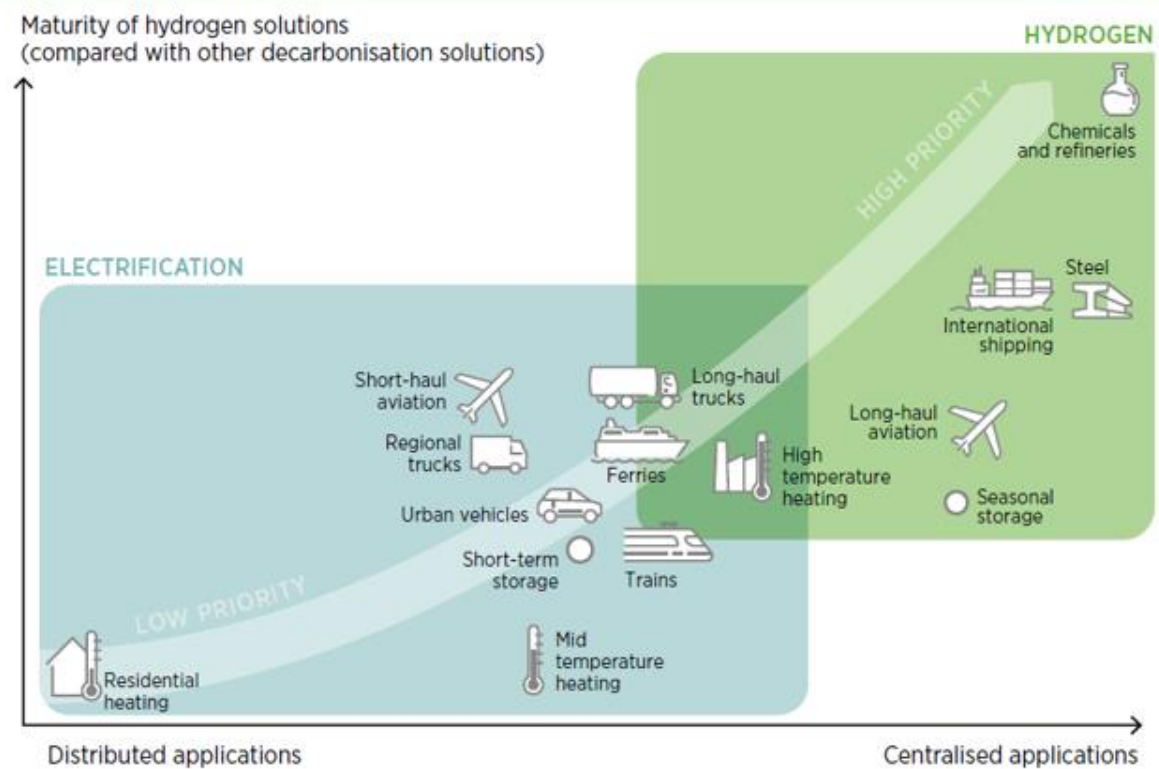 Maturity of hydrogen solutions
(compared with other decarbonisation solutions)
HYDROGEN
HIGH PRIORITY
Chemicals
and refineries
ELECTRIFICATION
Steel
International
shipping
Short-haul
aviation
Long-haul
trucks
Long-haul
aviation
Regional
trucks
Ferries
High
temperature
heating
Urban vehicles
Seasonal
storage
Short-term
storage
Trains
LOW PRIORITY
Mid
temperature
heating
Residential
heating
Distributed applications
Centralised applications